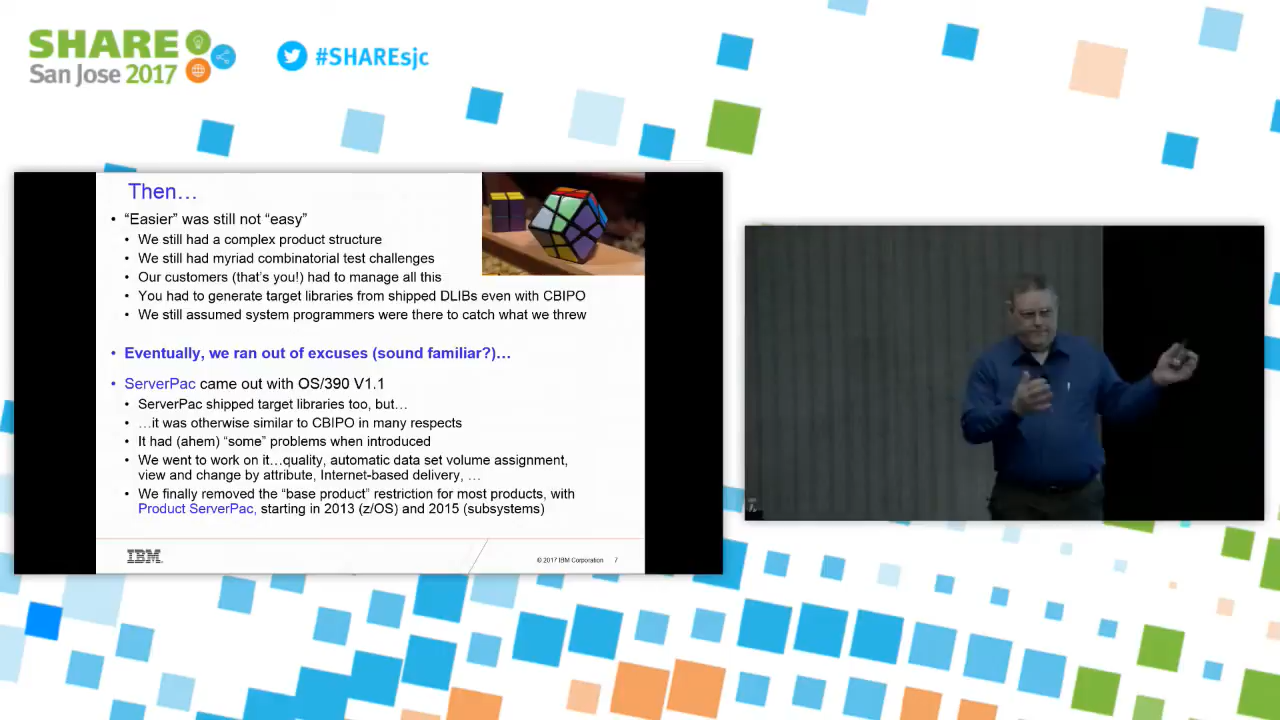 SHARE
San Jose 2017
#SHAREsjc
Then…
• “Easier” was still not “easy”
• We still had a complex product structure
• We still had myriad combinatorial test challenges
• Our customers (that’s you!) had to manage all this
• You had to generate target libraries from shipped DLIBs even with CBIPO
• We still assumed system programmers were there to catch what we threw
• Eventually, we ran out of excuses (sound familiar?)…
• ServerPac came out with OS/390 V1.1
• ServerPac shipped target libraries too, but…
• …it was otherwise similar to CBIPO in many respects
• It had (ahem) “some” problems when introduced
• We went to work on it…quality, automatic data set volume assignment,
view and change by attribute, Internet-based delivery, …
• We finally removed the “base product” restriction for most products, with
Product ServerPac, starting in 2013 (z/OS) and 2015 (subsystems)
IBM
© 2017 IBM Corporation 7